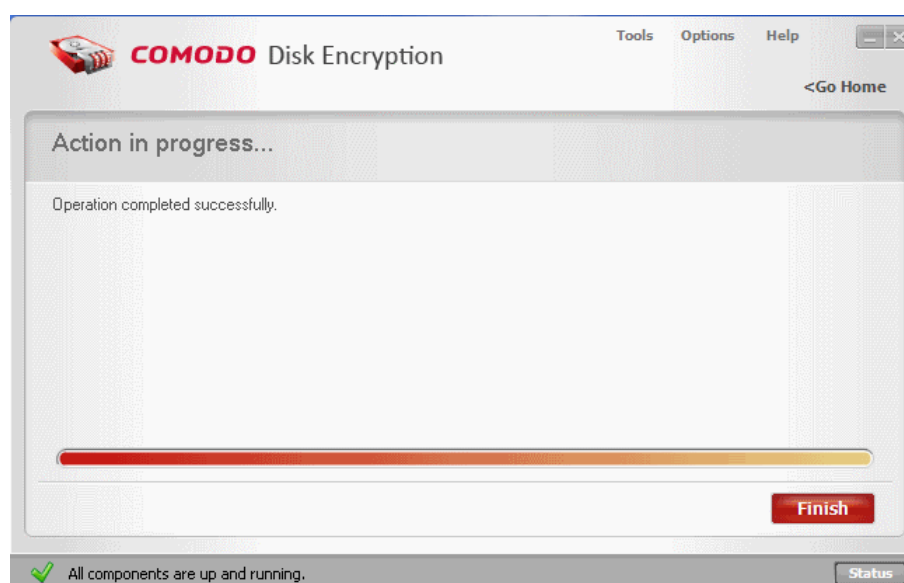 COMODO Disk Encryption
Tools Options Help
<Go Home
Action in progress...
Operation completed successfully.
Finish
All components are up and running.
Status